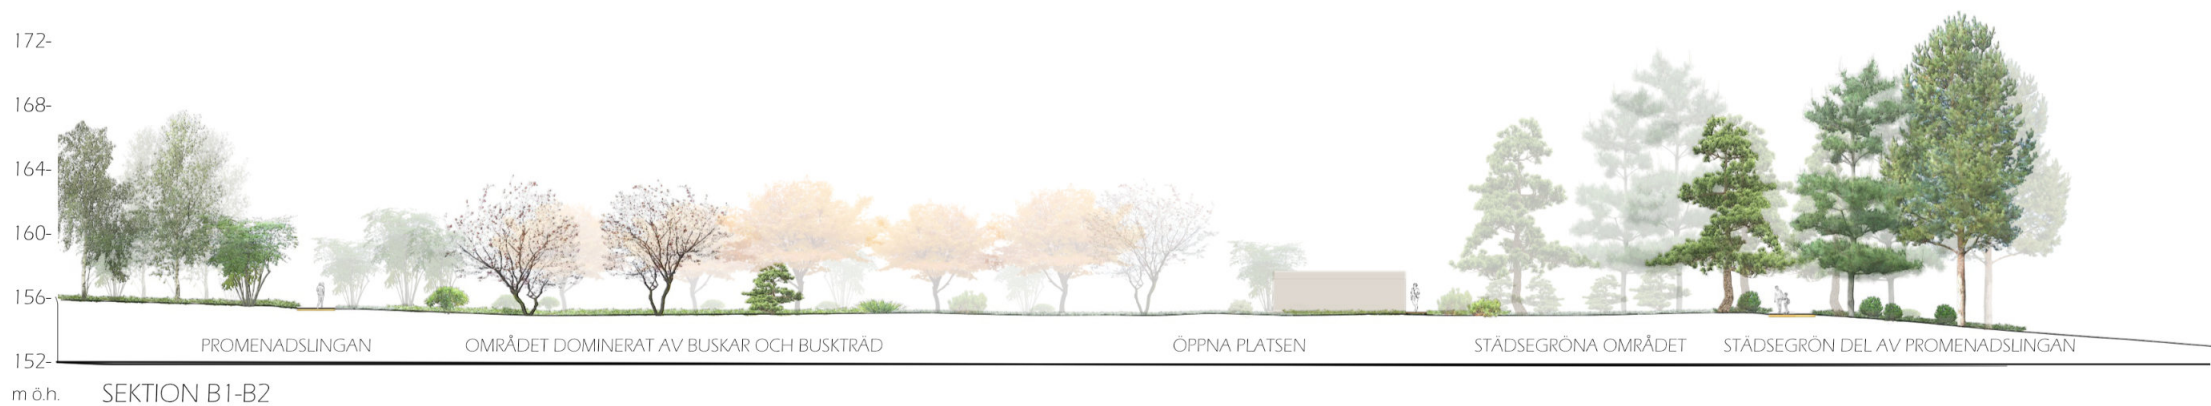 172-
168-
164-
160-
156-
152-
PROMENADSLINGAN
OMRÅDET DOMINERAT AV BUSKAR OCH BUSKTRÄD
ÖPPNA PLATSEN
STÄDSEGRÖNA OMRÅDET
STÄDSEGRÖN DEL AV PROMENADSLINGAN
m ö.h.
SEKTION B1-B2